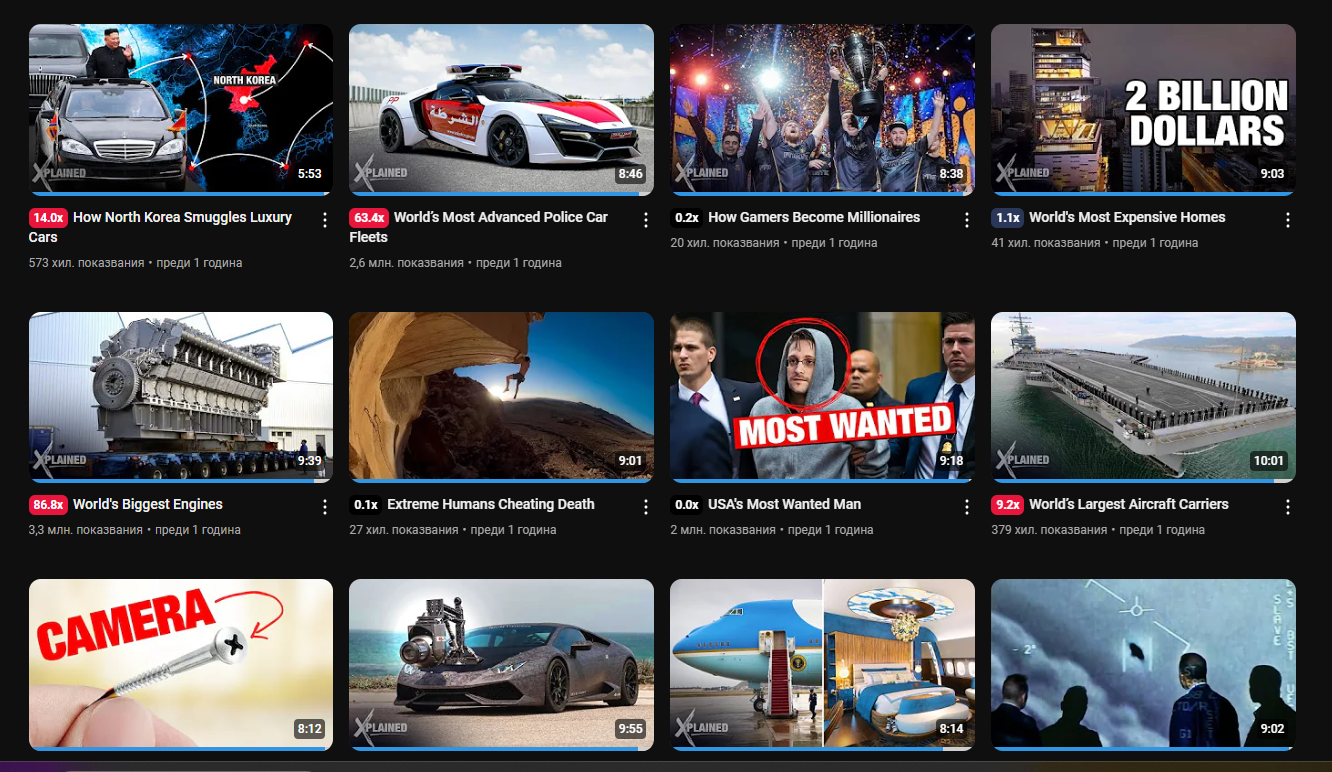 NORTH KOREA
XPLAINED
5:53
14.0x How North Korea Smuggles Luxury
Cars
573 хил. показвания • преди 1 година
PP
الشرطة
XPLAINED
8:46
63.4x World's Most Advanced Police Car
Fleets
2,6 млн. показвания • преди 1 година
XPLAINED
8:38
0.2x How Gamers Become Millionaires
20 хил. показвания • преди 1 година
2 BILLION
DOLLARS
XPLAINED
9:03
1.1x World's Most Expensive Homes
41 хил. показвания • преди 1 година
XPLAINED
9:39
86.8x World's Biggest Engines
3,3 млн. показвания • преди 1 година
9:01
0.1x Extreme Humans Cheating Death
27 хил. показвания • преди 1 година
MOST WANTED
9:18
0.0x USA's Most Wanted Man
2 млн. показвания • преди 1 година
XPLAINED
10:01
9.2x World's Largest Aircraft Carriers
379 хил. показвания • преди 1 година
CAMERA
8:12
XPLAINED
9:55
XPLAINED
8:14
2°
SLAVE
9:02